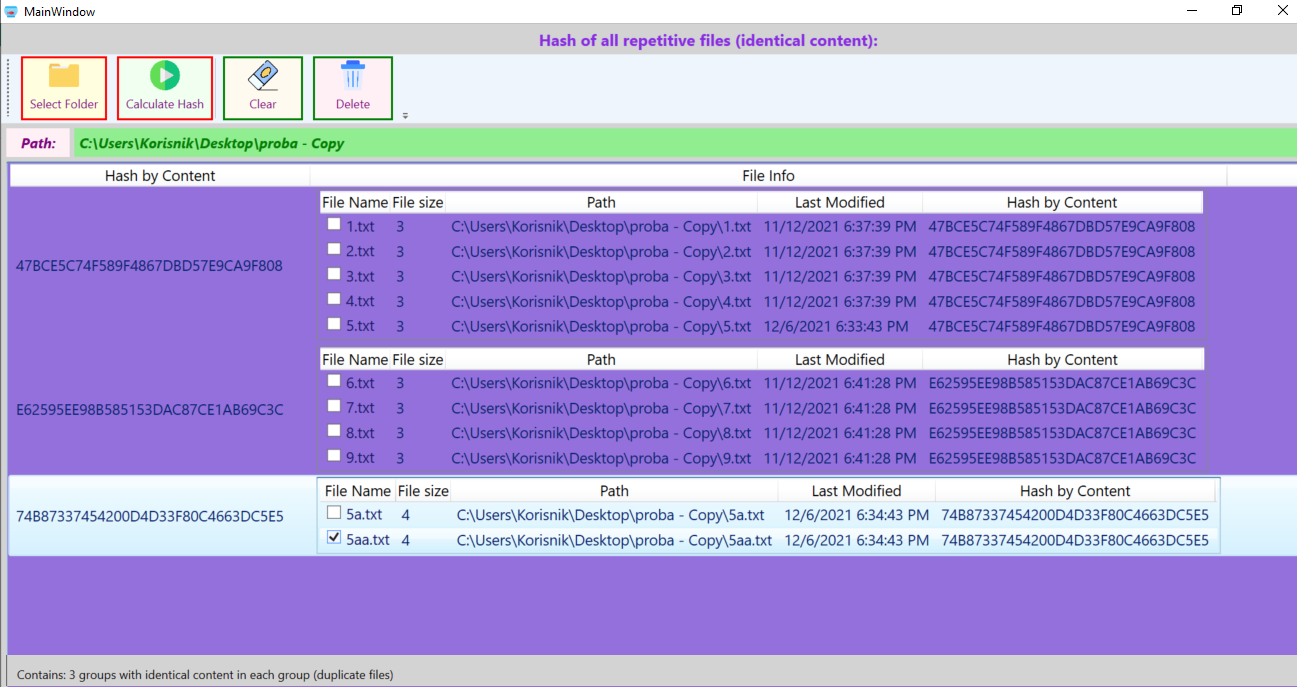 MainWindow
Hash of all repetitive files (identical content):
Select Folder Calculate Hash Clear Delete
Path: C:\Users\Korisnik\Desktop\proba - Copy
Hash by Content File Info
File Name File size Path Last Modified Hash by Content
1.txt 3 C:\Users\Korisnik\Desktop\proba - Copy\1.txt 11/12/2021 6:37:39 PM 47BCE5C74F589F4867DBD57E9CA9F808
2.txt 3 C:\Users\Korisnik\Desktop\proba - Copy\2.txt 11/12/2021 6:37:39 PM 47BCE5C74F589F4867DBD57E9CA9F808
47BCE5C74F589F4867DBD57E9CA9F808
3.txt 3 C:\Users\Korisnik\Desktop\proba - Copy\3.txt 11/12/2021 6:37:39 PM 47BCE5C74F589F4867DBD57E9CA9F808
4.txt 3 C:\Users\Korisnik\Desktop\proba - Copy\4.txt 11/12/2021 6:37:39 PM 47BCE5C74F589F4867DBD57E9CA9F808
5.txt 3 C:\Users\Korisnik\Desktop\proba - Copy\5.txt 12/6/2021 6:33:43 PM 47BCE5C74F589F4867DBD57E9CA9F808
File Name File size Path Last Modified Hash by Content
6.txt 3 C:\Users\Korisnik\Desktop\proba - Copy\6.txt 11/12/2021 6:41:28 PM E62595EE98B585153DAC87CE1AB69C3C
E62595EE98B585153DAC87CE1AB69C3C 7.txt 3 C:\Users\Korisnik\Desktop\proba - Copy\7.txt 11/12/2021 6:41:28 PM E62595EE98B585153DAC87CE1AB69C3C
8.txt 3 C:\Users\Korisnik\Desktop\proba - Copy\8.txt 11/12/2021 6:41:28 PM E62595EE98B585153DAC87CE1AB69C3C
9.txt 3 C:\Users\Korisnik\Desktop\proba - Copy\9.txt 11/12/2021 6:41:28 PM E62595EE98B585153DAC87CE1AB69C3C
File Name File size Path Last Modified Hash by Content
74B87337454200D4D33F80C4663DC5E5 5a.txt 4 C:\Users\Korisnik\Desktop\proba - Copy\5a.txt 12/6/2021 6:34:43 PM 74B87337454200D4D33F80C4663DC5E5
5aa.txt 4 C:\Users\Korisnik\Desktop\proba - Copy\5aa.txt 12/6/2021 6:34:43 PM 74B87337454200D4D33F80C4663DC5E5
Contains: 3 groups with identical content in each group (duplicate files)